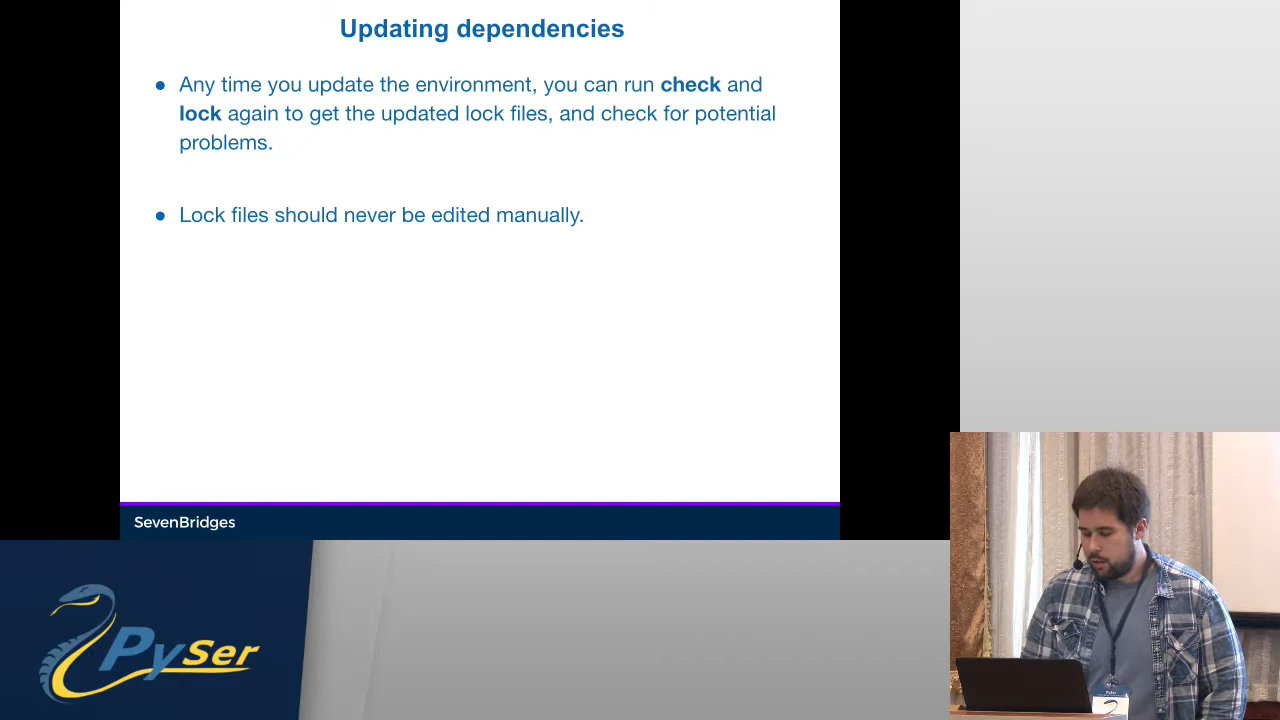 Updating dependencies
● Any time you update the environment, you can run check and
lock again to get the updated lock files, and check for potential
problems.
● Lock files should never be edited manually.
SevenBridges
PySer